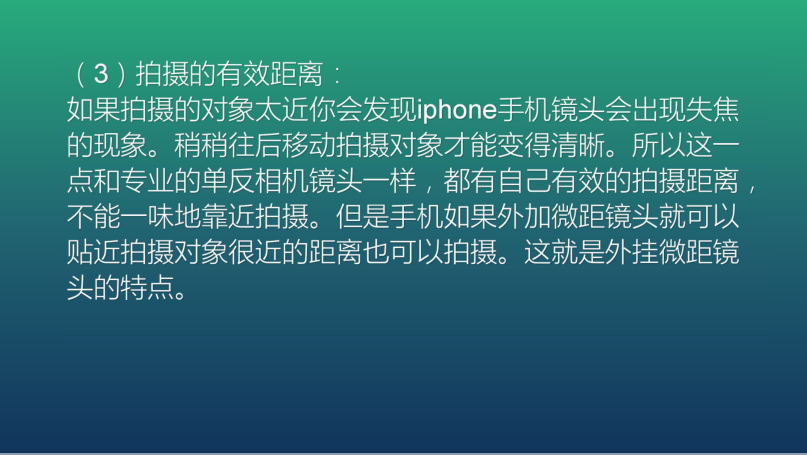 （3）拍摄的有效距离：
如果拍摄的对象太近你会发现iphone手机镜头会出现失焦
的现象。稍稍往后移动拍摄对象才能变得清晰。所以这一
点和专业的单反相机镜头一样，都有自己有效的拍摄距离，
不能一味地靠近拍摄。但是手机如果外加微距镜头就可以
贴近拍摄对象很近的距离也可以拍摄。这就是外挂微距镜
头的特点。